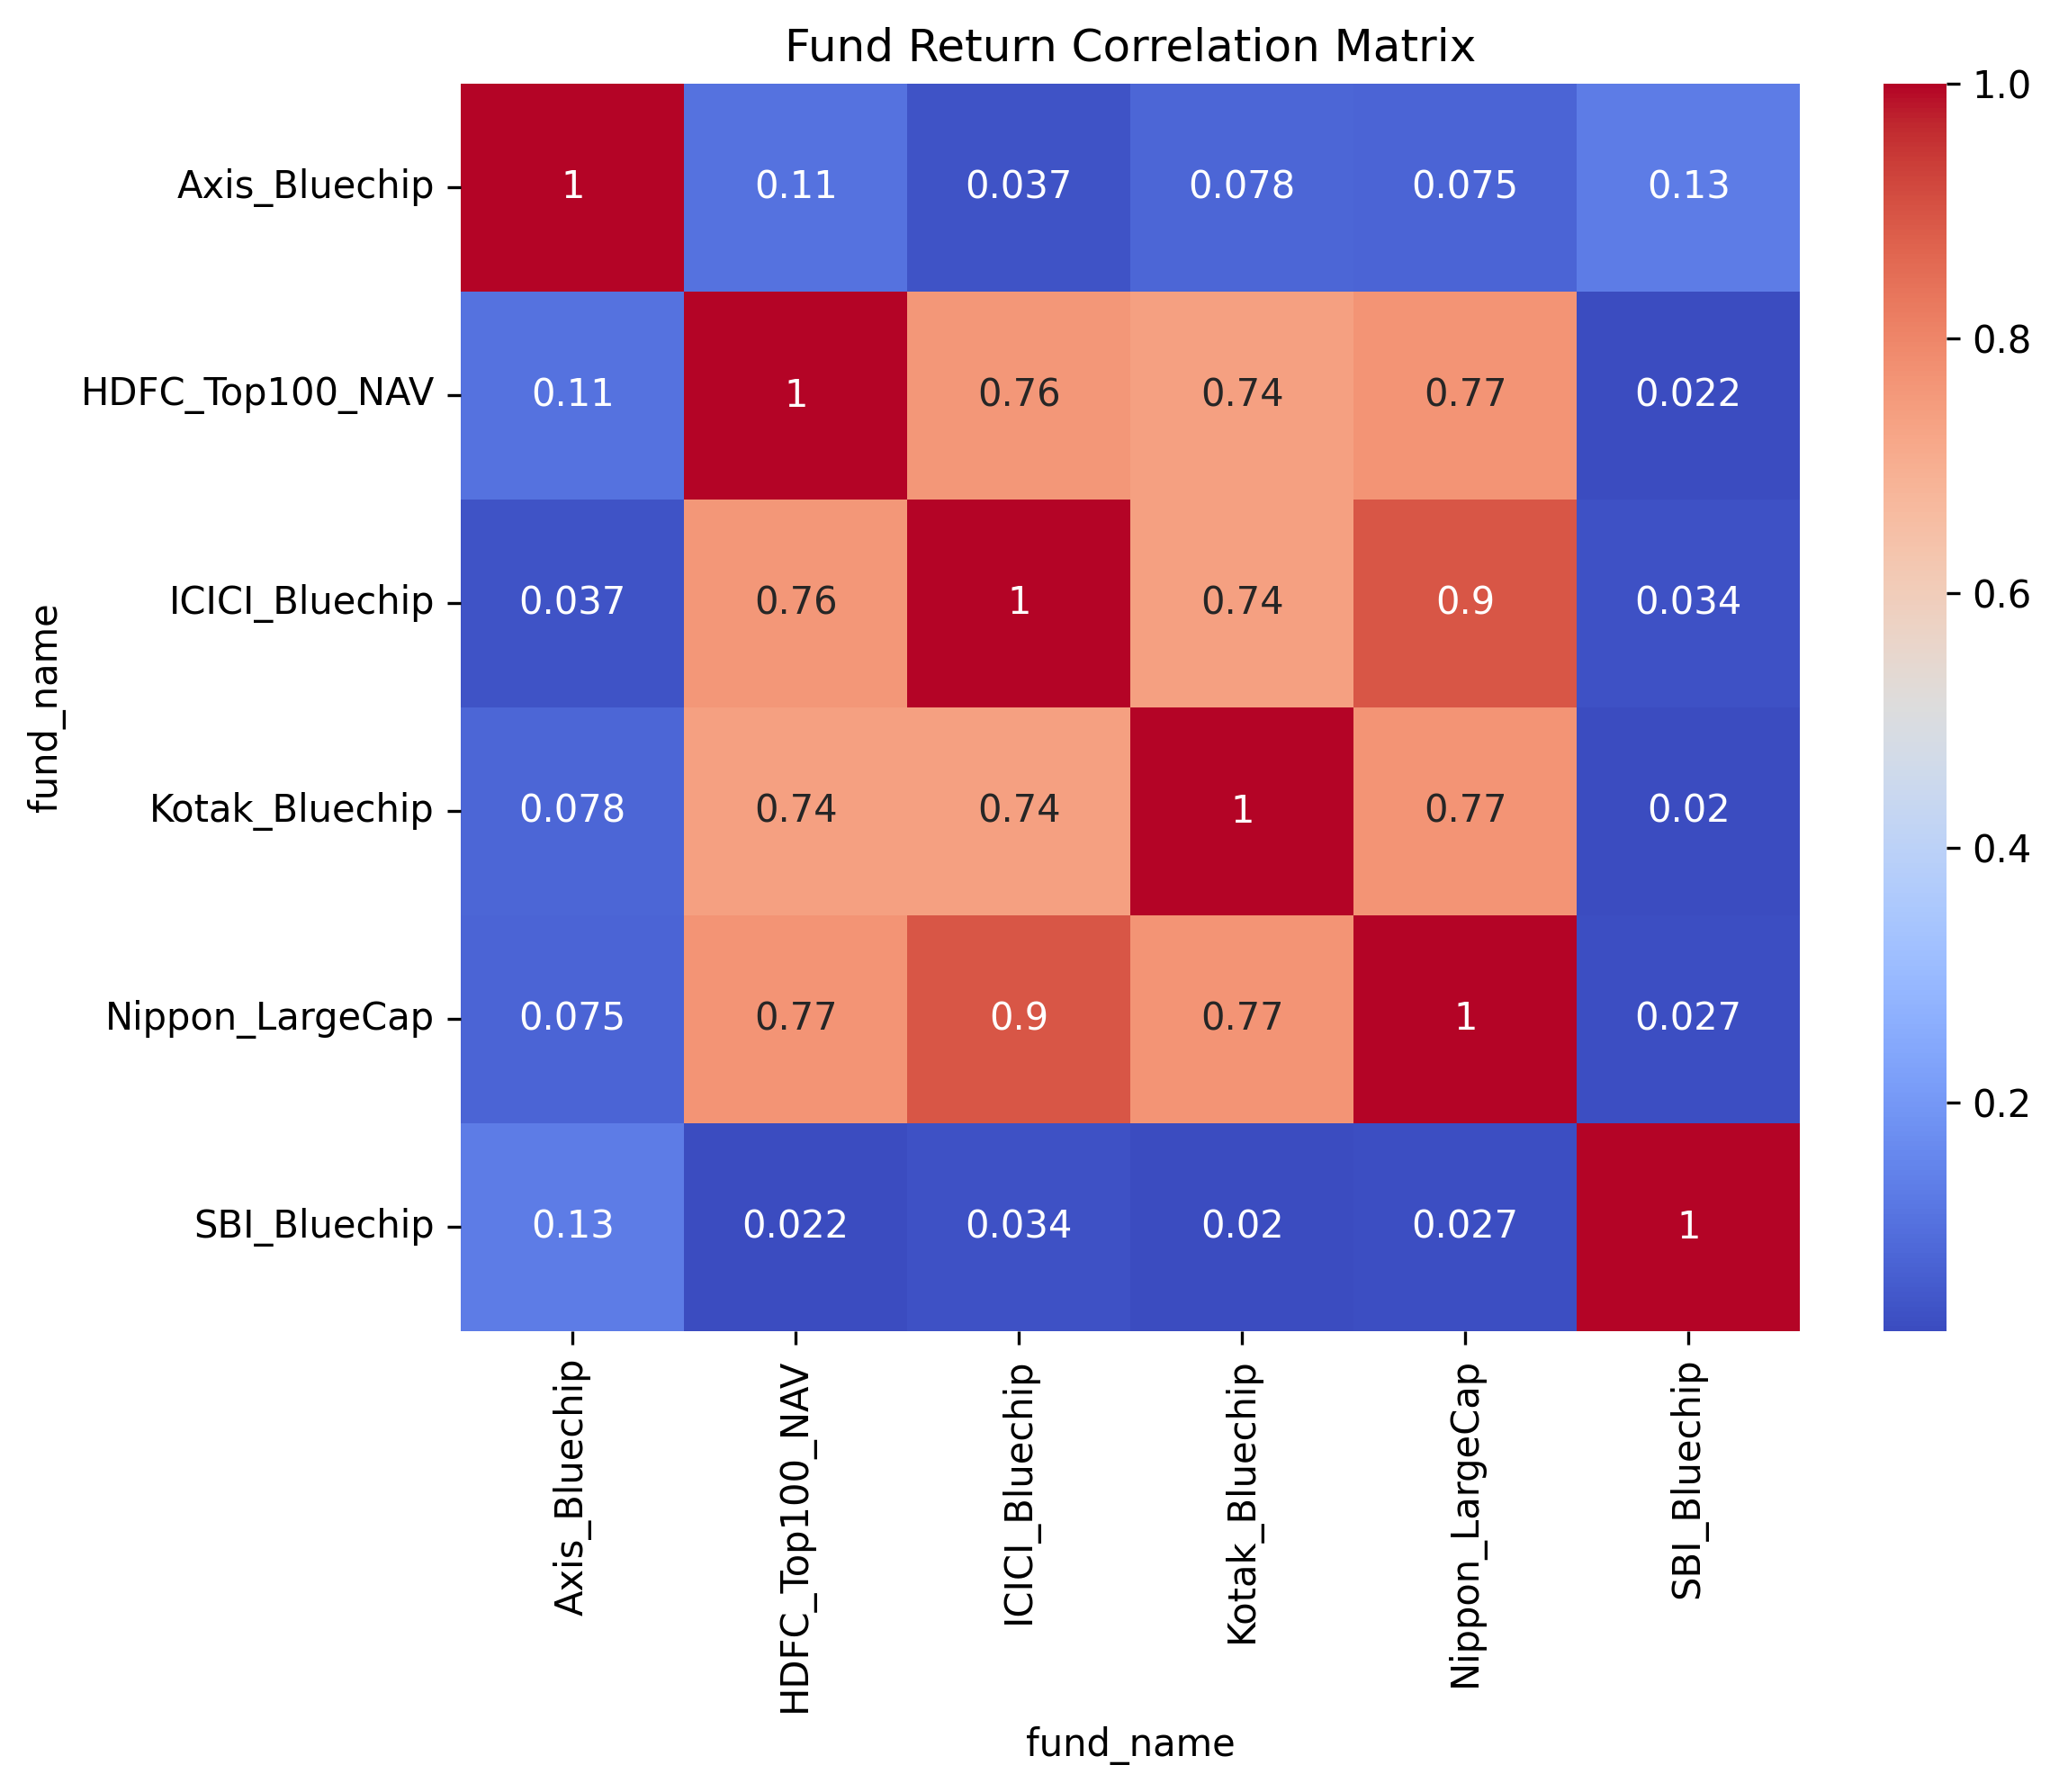 Fund Return Correlation Matrix
Axis_Bluechip 1 0.11 0.037 0.078 0.075 0.13
HDFC_Top100_NAV 0.11 1 0.76 0.74 0.77 0.022
ICICI_Bluechip 0.037 0.76 1 0.74 0.9 0.034
Kotak_Bluechip 0.078 0.74 0.74 1 0.77 0.02
Nippon_LargeCap 0.075 0.77 0.9 0.77 1 0.027
SBI_Bluechip 0.13 0.022 0.034 0.02 0.027 1
fund_name
Axis_Bluechip
HDFC_Top100_NAV
ICICI_Bluechip
Kotak_Bluechip
Nippon_LargeCap
SBI_Bluechip
fund_name
1.0
0.8
0.6
0.4
0.2